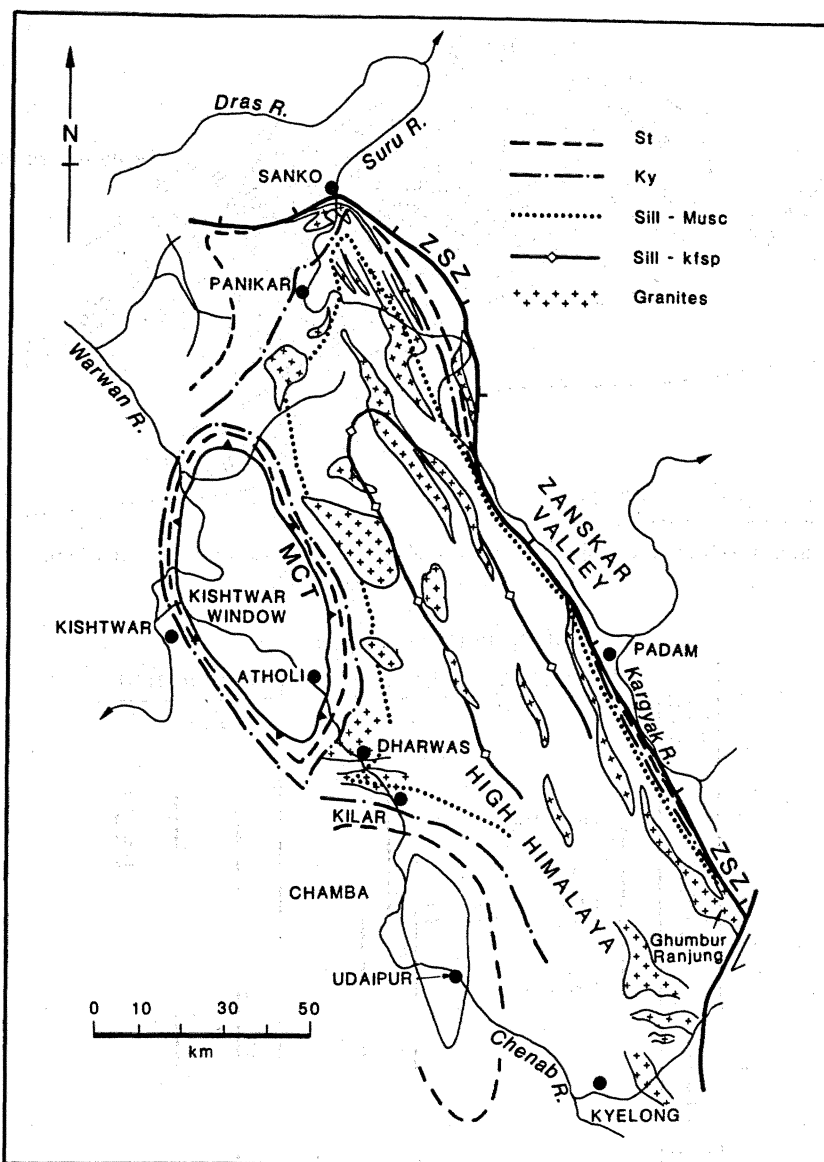 Dras R.
Suru R.
N
SANKO
St
Ky
Sill - Musc
Sill - kfsp
Granites
ZSZ
PANIKAR
Warwan R.
ZANSKAR
VALLEY
MCT
KISHTWAR
WINDOW
KISHTWAR
ATHOLI
PADAM
Kargyak R.
DHARWAS
KILAR
HIGH HIMALAYA
ZSZ
CHAMBA
Ghumbur
Ranjung
UDAIPUR
0 10 30 50
km
Chenab R.
KYELONG